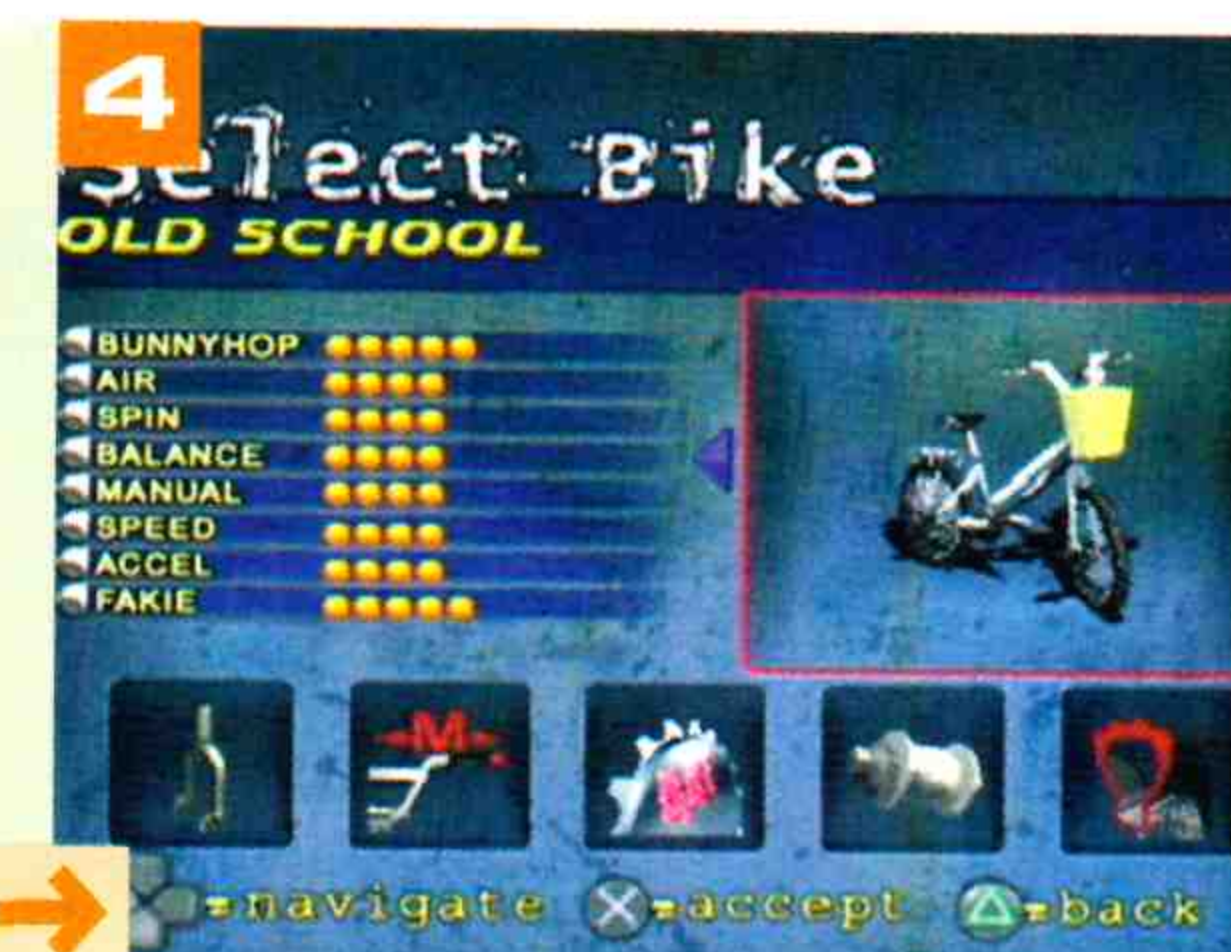 4
Select Bike
OLD SCHOOL
BUNNYHOP
AIR
SPIN
BALANCE
MANUAL
SPEED
ACCEL
FAKIE
M
=navigate X=accept △=back